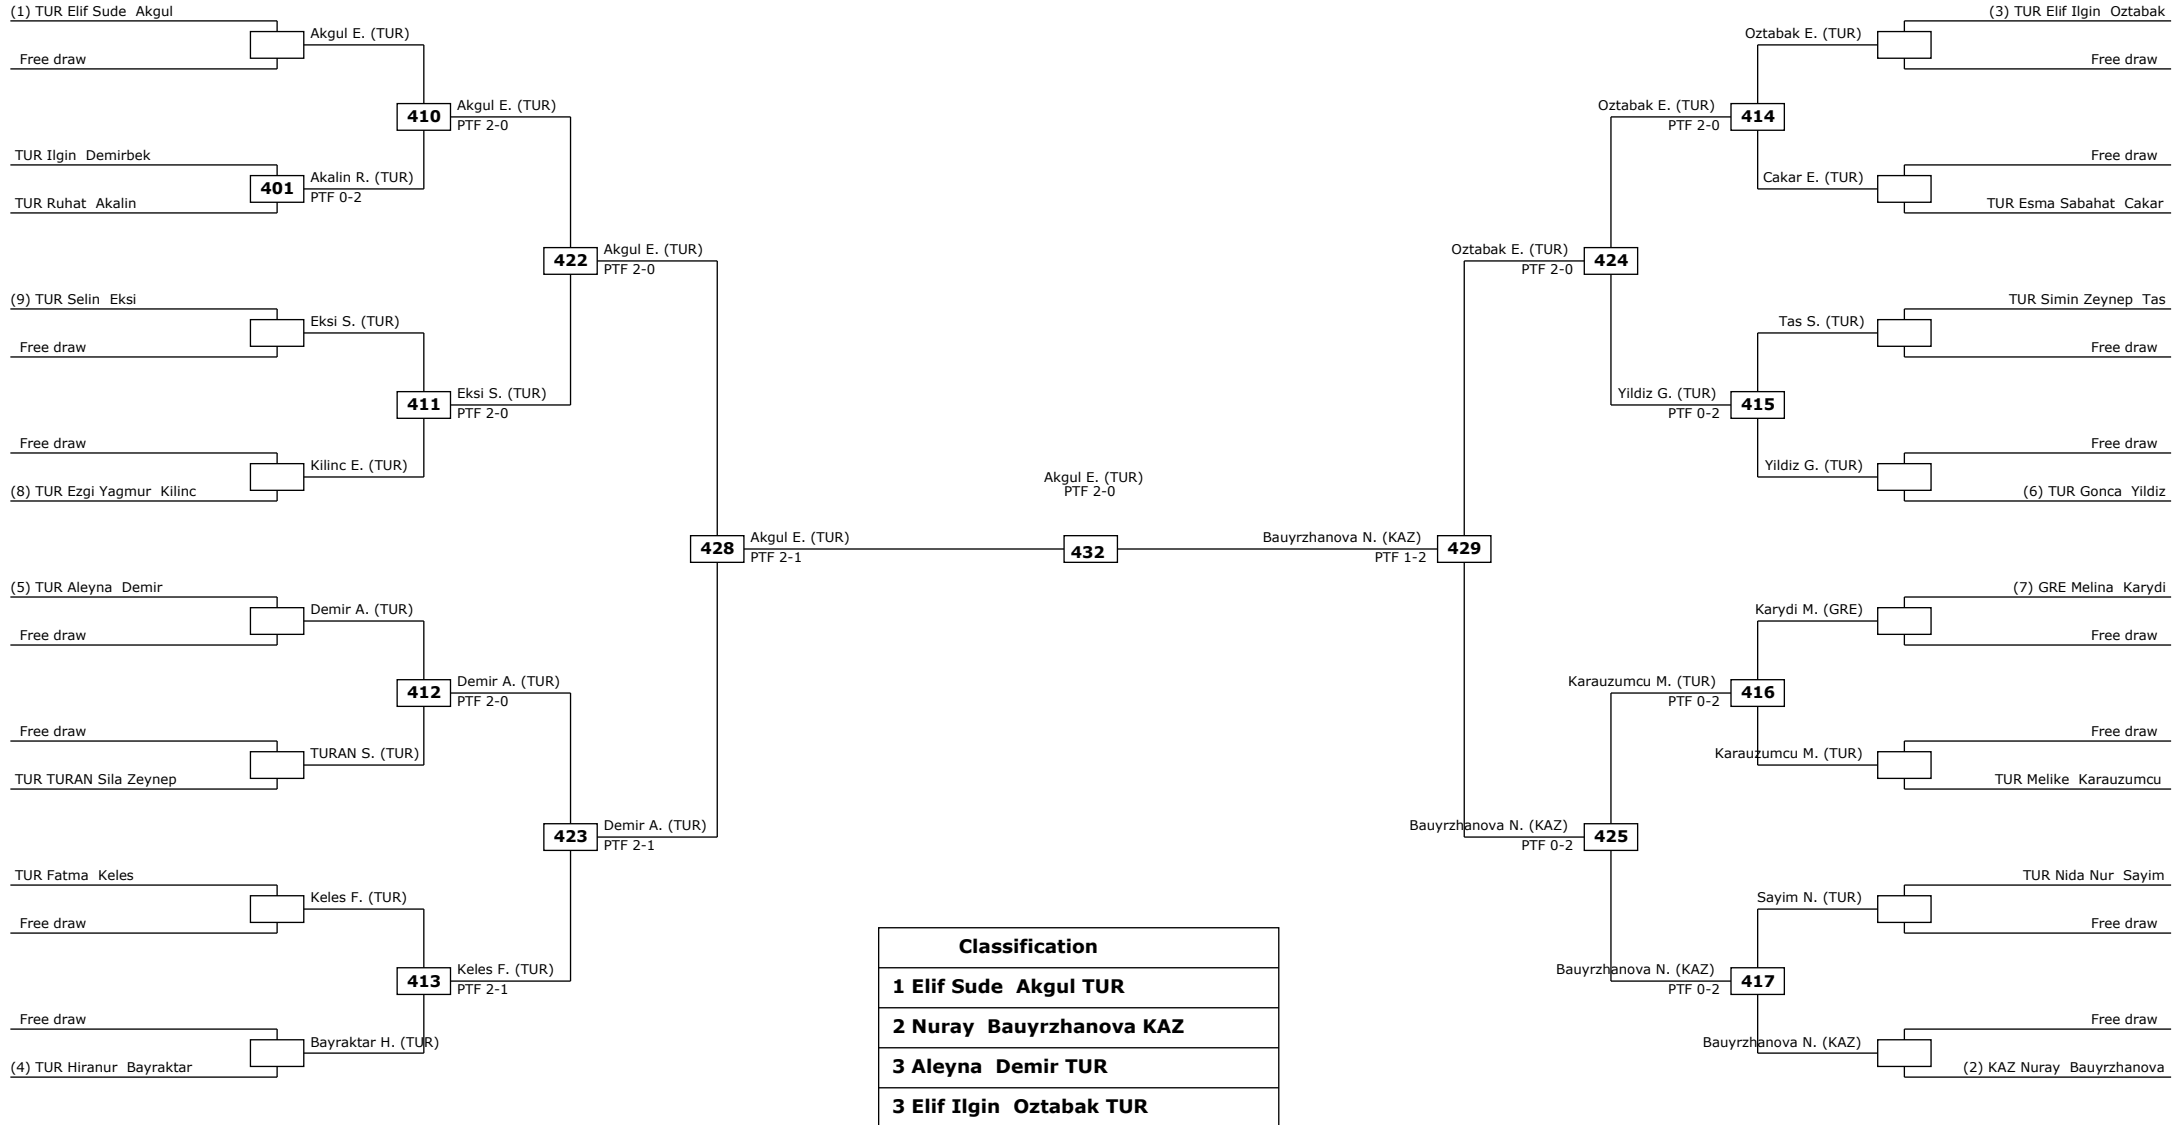 (1) TUR Elif Sude Akgul
Free draw
Akgul E. (TUR)
410
Akgul E. (TUR)
PTF 2-0
TUR Ilgin Demirbek
401
Akalin R. (TUR)
PTF 0-2
TUR Ruhat Akalin
422
Akgul E. (TUR)
PTF 2-0
(9) TUR Selin Eksi
Eksi S. (TUR)
Free draw
411
Eksi S. (TUR)
PTF 2-0
Free draw
Kilinc E. (TUR)
(8) TUR Ezgi Yagmur Kilinc
428
Akgul E. (TUR)
PTF 2-1
(5) TUR Aleyna Demir
Demir A. (TUR)
Free draw
412
Demir A. (TUR)
PTF 2-0
Free draw
TURAN S. (TUR)
TUR TURAN Sila Zeynep
423
Demir A. (TUR)
PTF 2-1
TUR Fatma Keles
Keles F. (TUR)
Free draw
413
Keles F. (TUR)
PTF 2-1
Free draw
Bayraktar H. (TUR)
(4) TUR Hiranur Bayraktar
Akgul E. (TUR)
PTF 2-0
432
(3) TUR Elif Ilgin Oztabak
Oztabak E. (TUR)
Free draw
Oztabak E. (TUR)
PTF 2-0
414
Free draw
Cakar E. (TUR)
TUR Esma Sabahat Cakar
Oztabak E. (TUR)
PTF 2-0
424
TUR Simin Zeynep Tas
Tas S. (TUR)
Free draw
Yildiz G. (TUR)
PTF 0-2
415
Free draw
Yildiz G. (TUR)
(6) TUR Gonca Yildiz
Bauyrzhanova N. (KAZ)
PTF 1-2
429
(7) GRE Melina Karydi
Karydi M. (GRE)
Free draw
Karauzumcu M. (TUR)
PTF 0-2
416
Free draw
Karauzumcu M. (TUR)
TUR Melike Karauzumcu
Bauyrzhanova N. (KAZ)
PTF 0-2
425
TUR Nida Nur Sayim
Sayim N. (TUR)
Free draw
Bauyrzhanova N. (KAZ)
PTF 0-2
417
Free draw
Bauyrzhanova N. (KAZ)
(2) KAZ Nuray Bauyrzhanova
Classification
1 Elif Sude Akgul TUR
2 Nuray Bauyrzhanova KAZ
3 Aleyna Demir TUR
3 Elif Ilgin Oztabak TUR